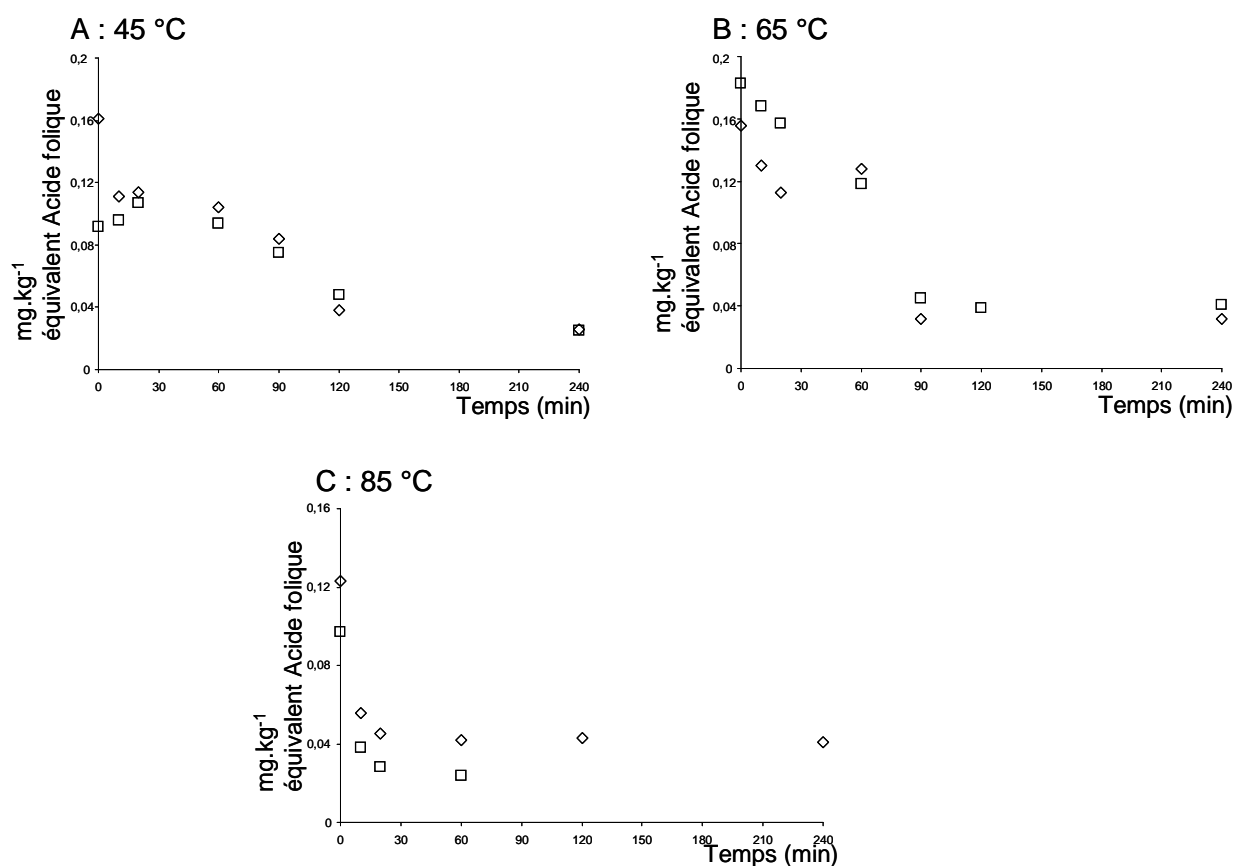 A : 45 °C
mg.kg⁻¹
équivalent Acide folique
0,2
0,16
0,12
0,08
0,04
0
0 30 60 90 120 150 180 210 240
Temps (min)
B : 65 °C
mg.kg⁻¹
équivalent Acide folique
0,2
0,16
0,12
0,08
0,04
0
0 30 60 90 120 150 180 210 240
Temps (min)
C : 85 °C
mg.kg⁻¹
équivalent Acide folique
0,16
0,12
0,08
0,04
0
0 30 60 90 120 150 180 210 240
Temps (min)